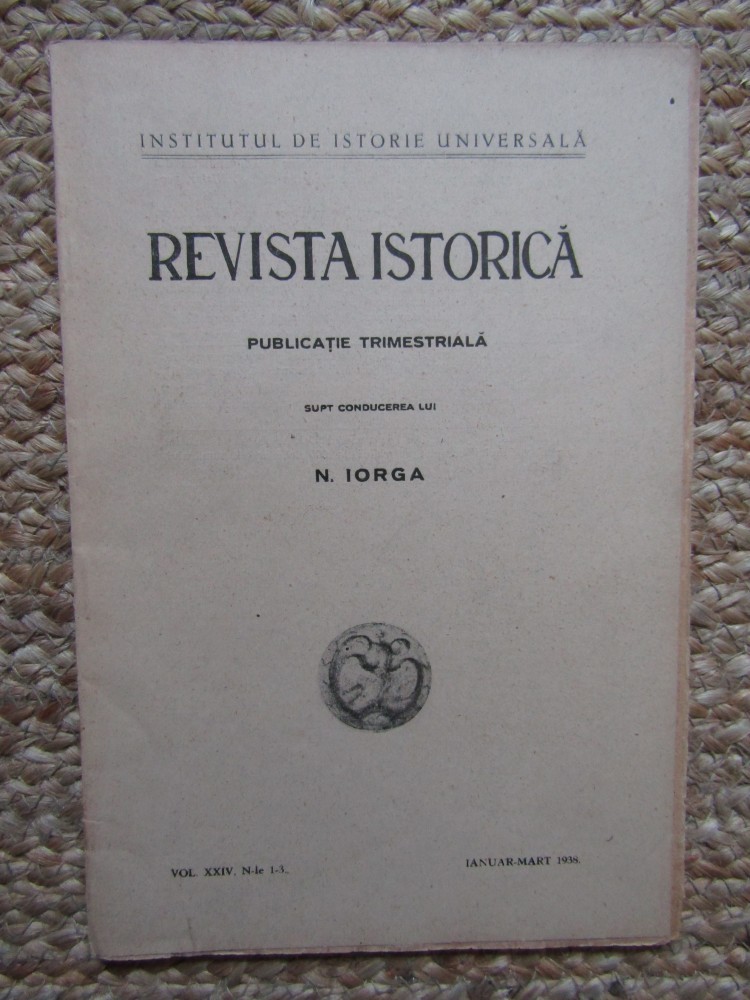 INSTITUTUL DE ISTORIE UNIVERSALĂ
REVISTA ISTORICĂ
PUBLICAȚIE TRIMESTRIALĂ
SUPT CONDUCEREA LUI
N. IORGA
VOL. XXIV, N-le 1-3.
IANUAR-MART 1938.